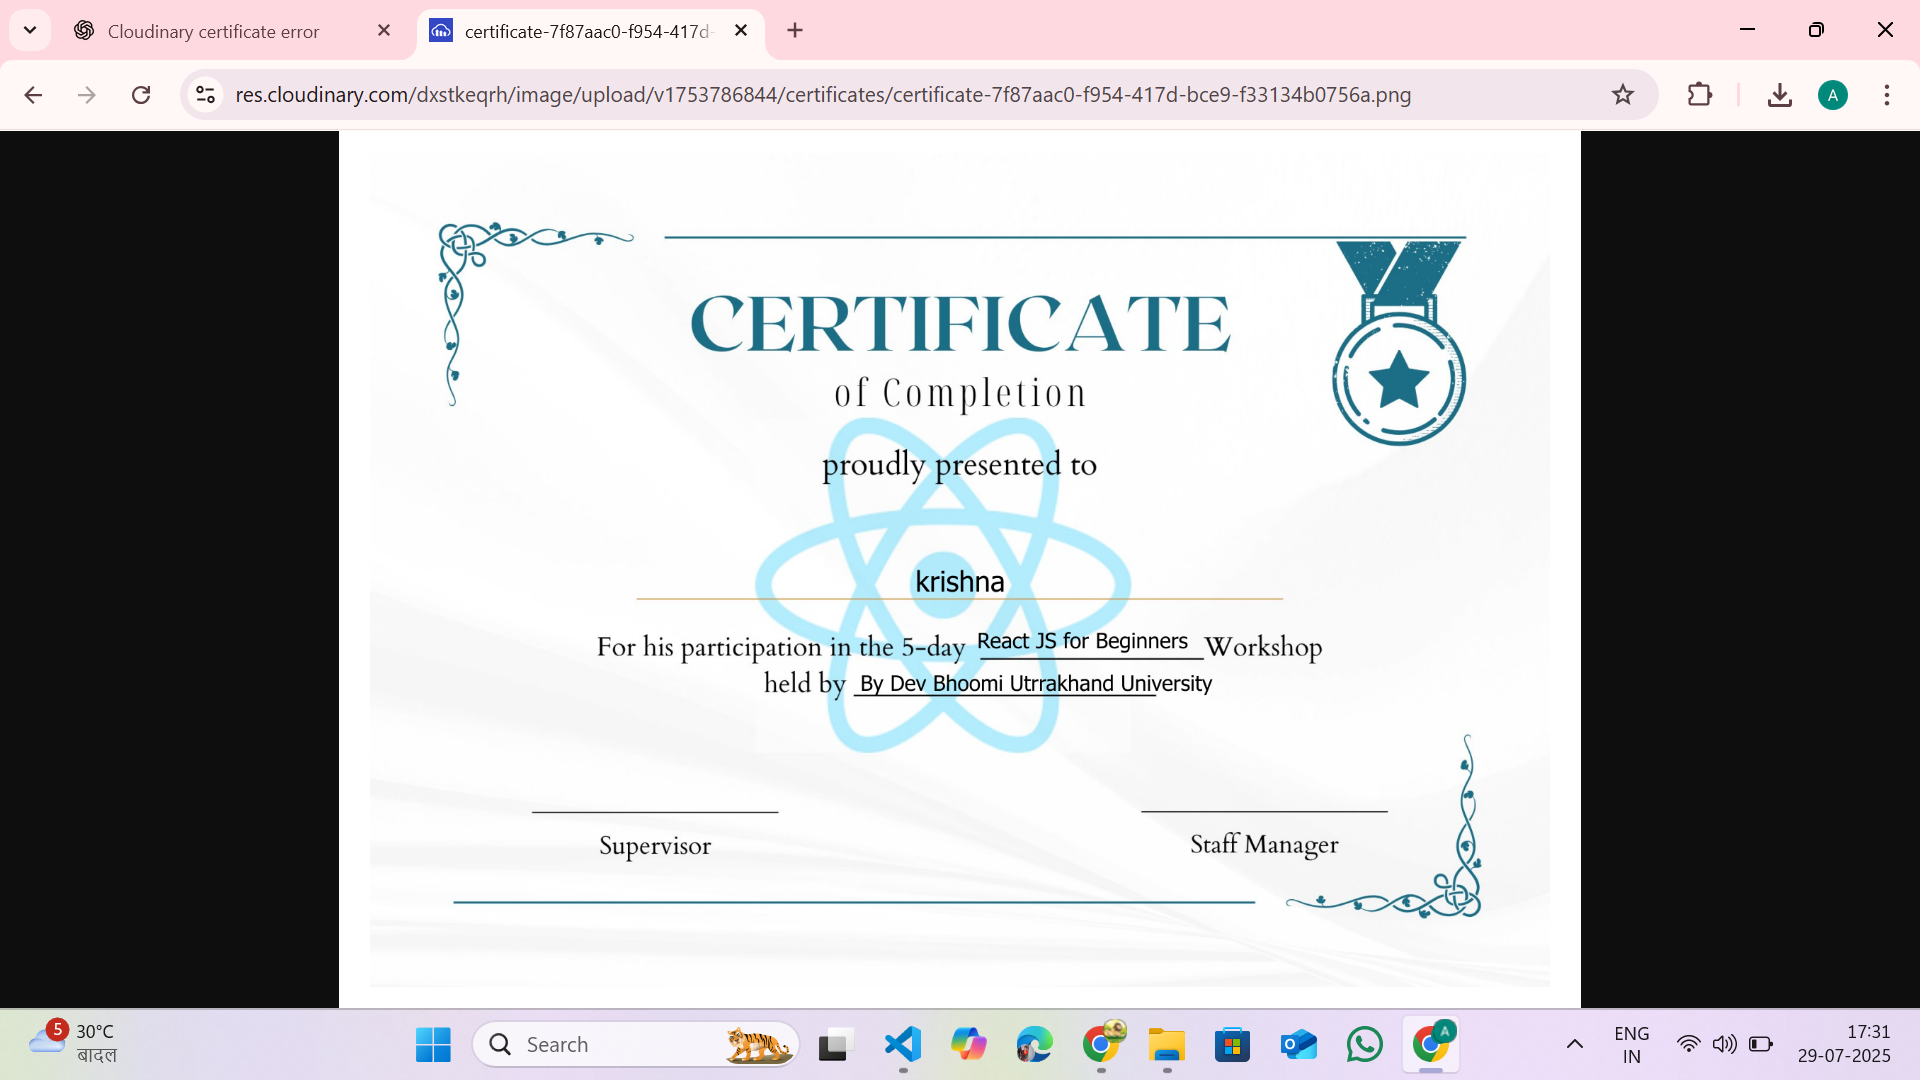 Cloudinary certificate error
certificate-7f87aac0-f954-417d-
res.cloudinary.com/dxstkeqrh/image/upload/v1753786844/certificates/certificate-7f87aac0-f954-417d-bce9-f33134b0756a.png
A
CERTIFICATE
of Completion
proudly presented to
krishna
For his participation in the 5-day React JS for Beginners Workshop
held by By Dev Bhoomi Utrrakhand University
Supervisor
Staff Manager
5
30°C
बादल
Search
A
ENG
IN
17:31
29-07-2025